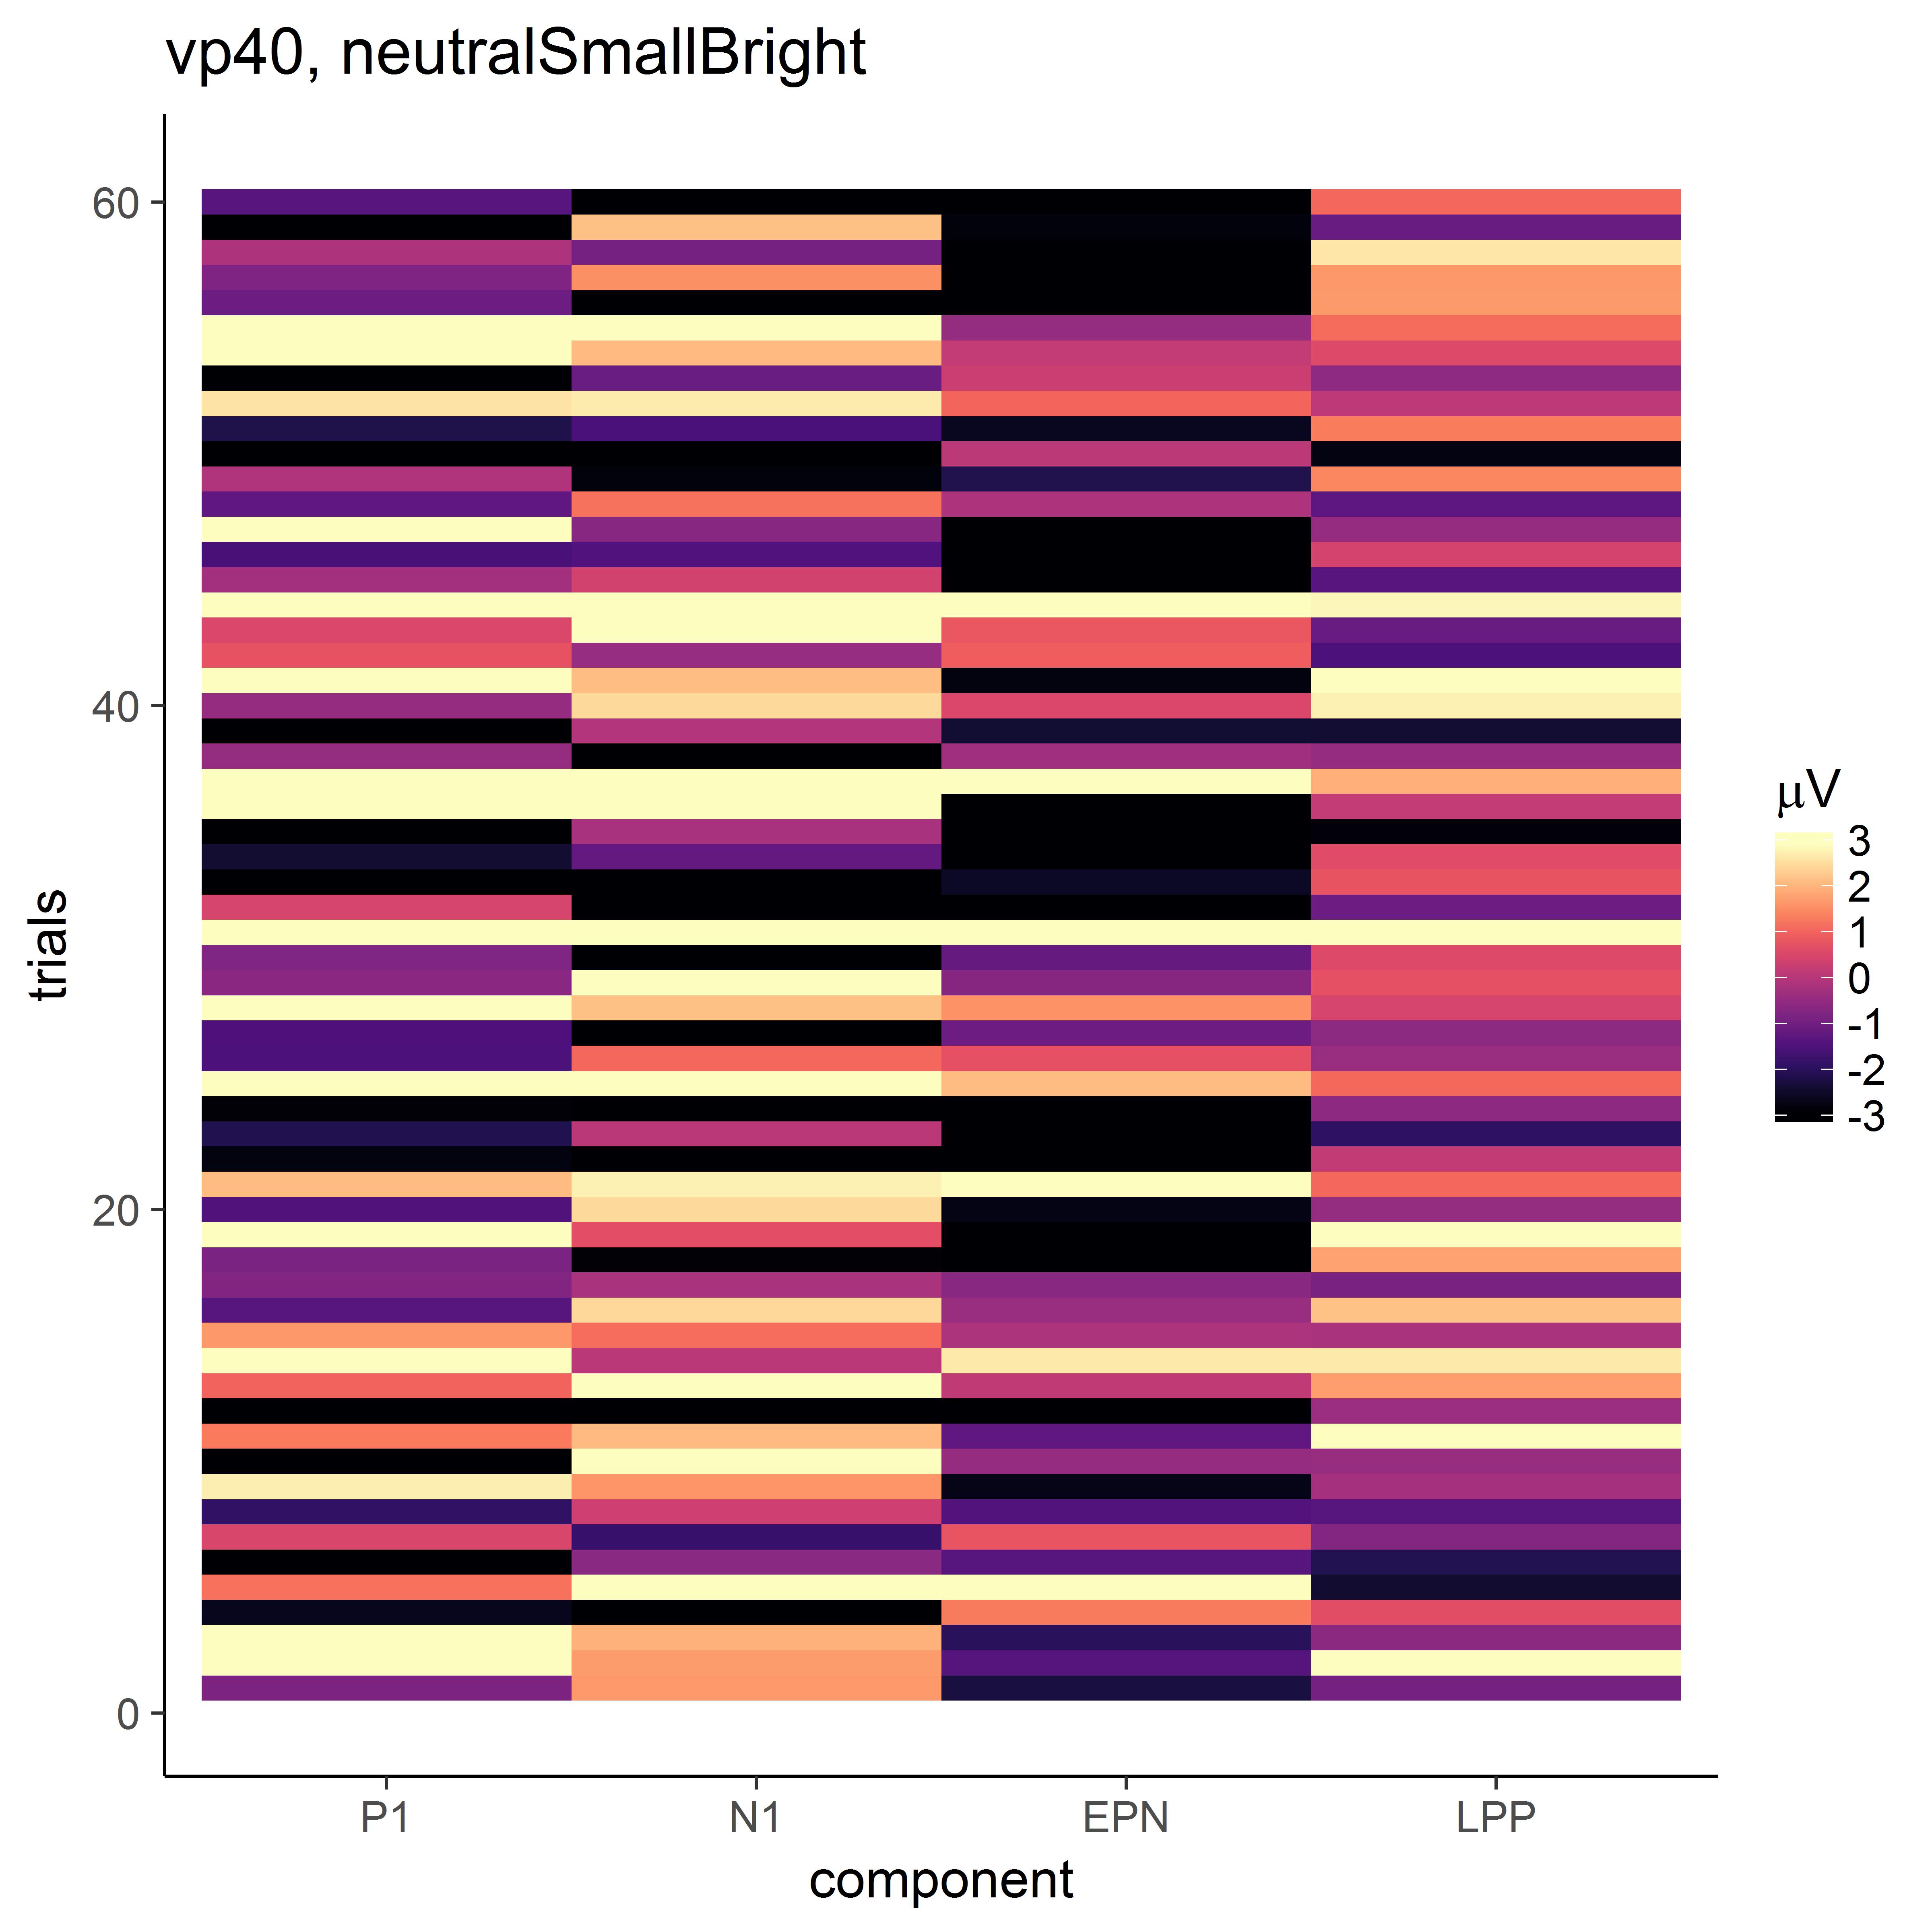 vp40, neutralSmallBright
60
40
20
0
trials
P1
N1
EPN
LPP
component
μV
3
2
1
0
-1
-2
-3